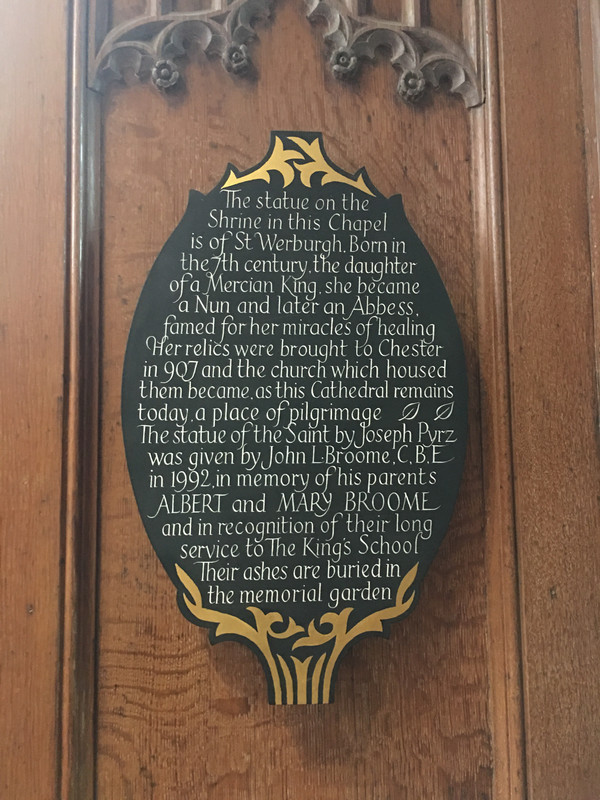 The statue on the
Shrine in this Chapel
is of St Werburgh. Born in
the 7th century, the daughter
of a Mercian King, she became
a Nun and later an Abbess,
famed for her miracles of healing
Her relics were brought to Chester
in 907 and the church which housed
them became, as this Cathedral remains
today, a place of pilgrimage
The statue of the Saint by Joseph Pyrz
was given by John L. Broome, C.B.E
in 1992, in memory of his parents
ALBERT and MARY BROOME
and in recognition of their long
service to The King's School
Their ashes are buried in
the memorial garden